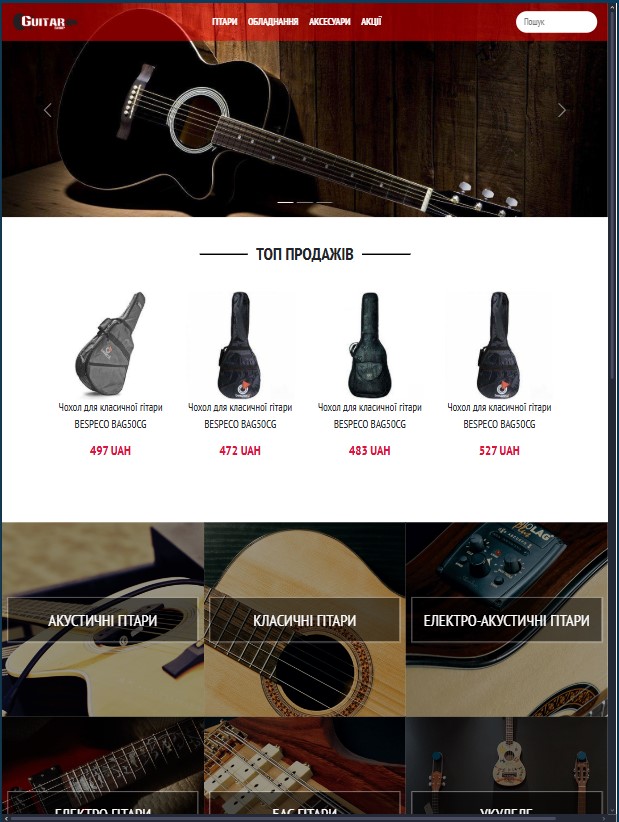 GUITAR
ГІТАРИ ОБЛАДНАННЯ АКСЕСУАРИ АКЦІЇ
Пошук
ТОП ПРОДАЖІВ
Чохол для класичної гітари
BESPECO BAG50CG
497 UAH
Чохол для класичної гітари
BESPECO BAG50CG
472 UAH
Чохол для класичної гітари
BESPECO BAG50CG
483 UAH
Чохол для класичної гітари
BESPECO BAG50CG
527 UAH
АКУСТИЧНІ ГІТАРИ
КЛАСИЧНІ ГІТАРИ
ЕЛЕКТРО-АКУСТИЧНІ ГІТАРИ
ЕЛЕКТРО ГІТАРИ
БАС ГІТАРИ
УКУЛЕЛЕ